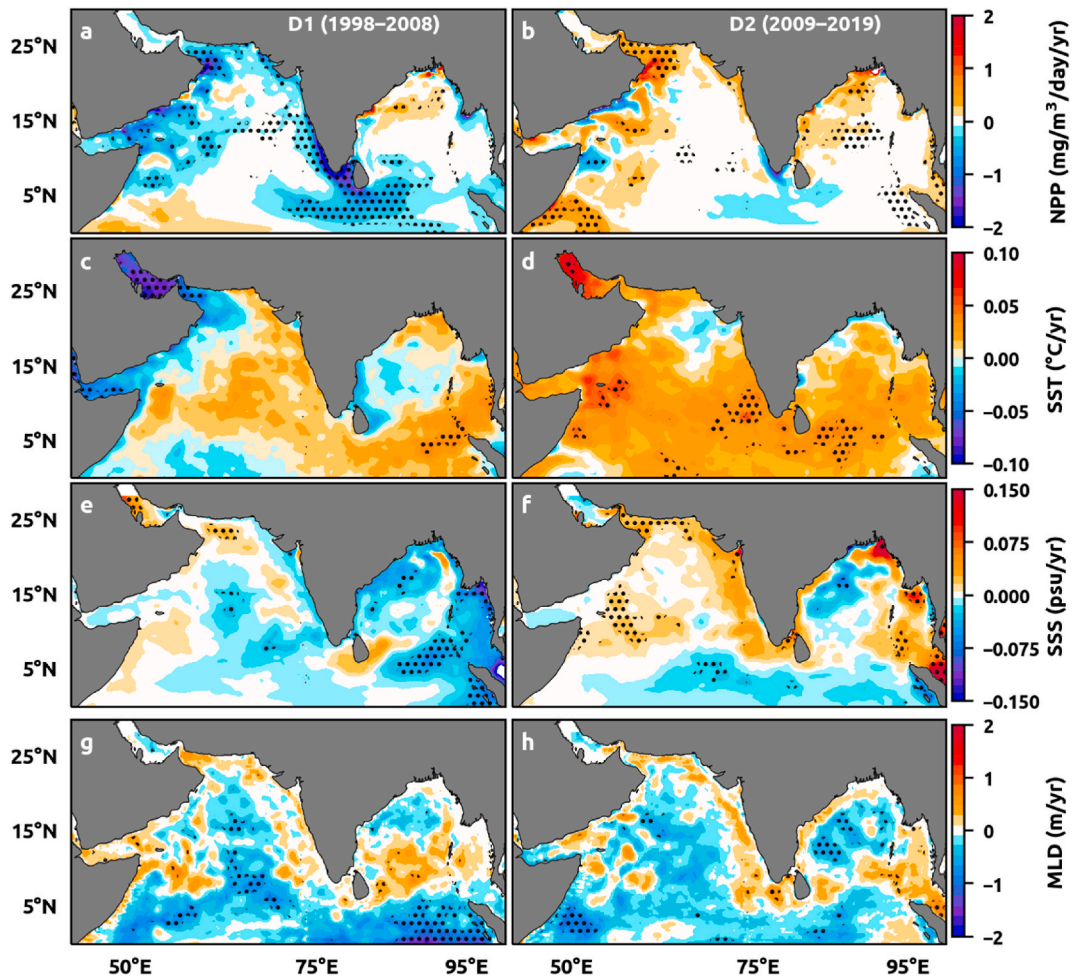 a D1 (1998–2008) b D2 (2009–2019)
25°N
15°N
5°N
2
1
0
−1
−2
NPP (mg/m³/day/yr)
c d
25°N
15°N
5°N
0.10
0.05
0.00
−0.05
−0.10
SST (°C/yr)
e f
25°N
15°N
5°N
0.150
0.075
0.000
−0.075
−0.150
SSS (psu/yr)
g h
25°N
15°N
5°N
2
1
0
−1
−2
MLD (m/yr)
50°E 75°E 95°E 50°E 75°E 95°E